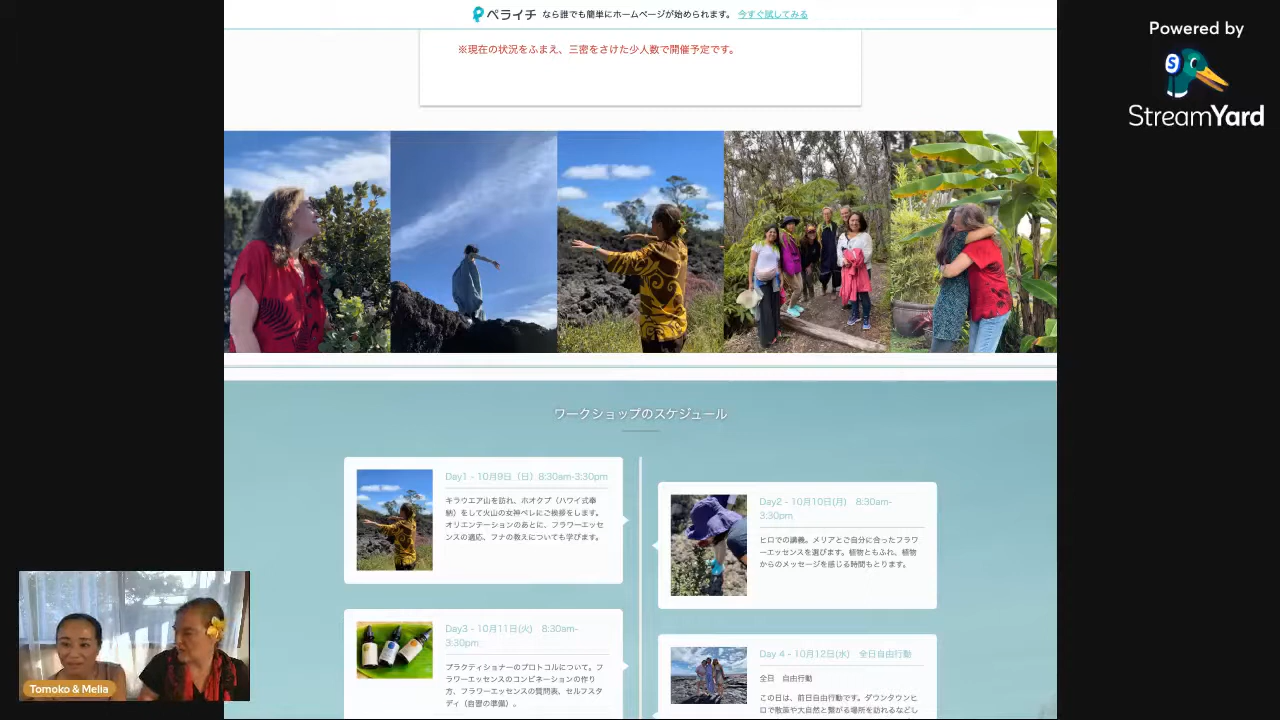 ペライチ なら誰でも簡単にホームページが始められます。 今すぐ試してみる
Powered by
StreamYard
※現在の状況をふまえ、三密をさけた少人数で開催予定です。
ワークショップのスケジュール
Day1 - 10月9日（日）8:30am-3:30pm
キラウエア山を訪れ、ホオクプ（ハワイ式奉
納）をして火山の女神ペレにご挨拶をします。
オリエンテーションのあとに、フラワーエッセ
ンスの適応、フナの教えについても学びます。
Day2 - 10月10日(月) 8:30am-
3:30pm
ヒロでの講義。メリアとご自分に合ったフラワ
ーエッセンスを選びます。植物ともふれ、植物
からのメッセージを感じる時間もとります。
Day3 - 10月11日(火) 8:30am-
3:30pm
プラクティショナーのプロトコルについて。フ
ラワーエッセンスのコンビネーションの作り
方、フラワーエッセンスの質問表、セルフスタ
ディ（自習の準備）。
Day 4 - 10月12日(水) 全日自由行動
全日 自由行動
この日は、前日自由行動です。ダウンタウンヒ
ロで散策や大自然と繋がる場所を訪れるなどし
Tomoko & Melia